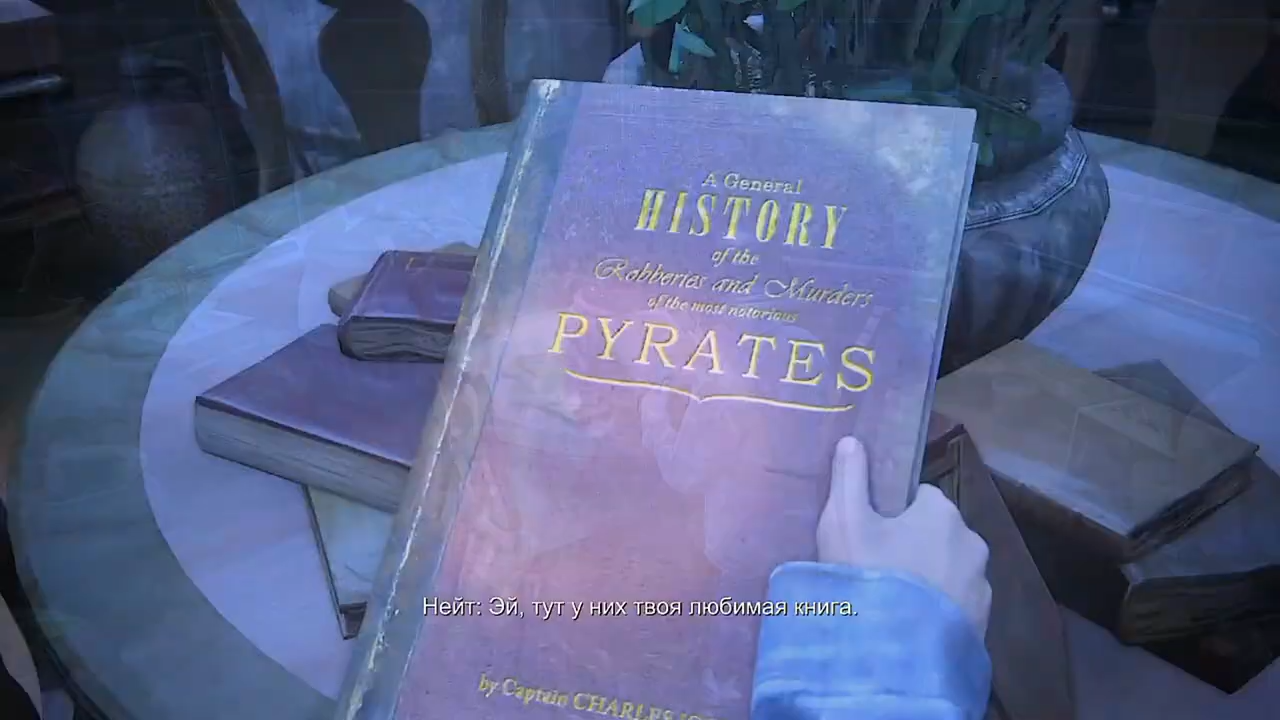 A General
HISTORY
of the
Robberies and Murders
of the most notorious
PYRATES
Нейт: Эй, тут у них твоя любимая книга.
by Captain CHARLES